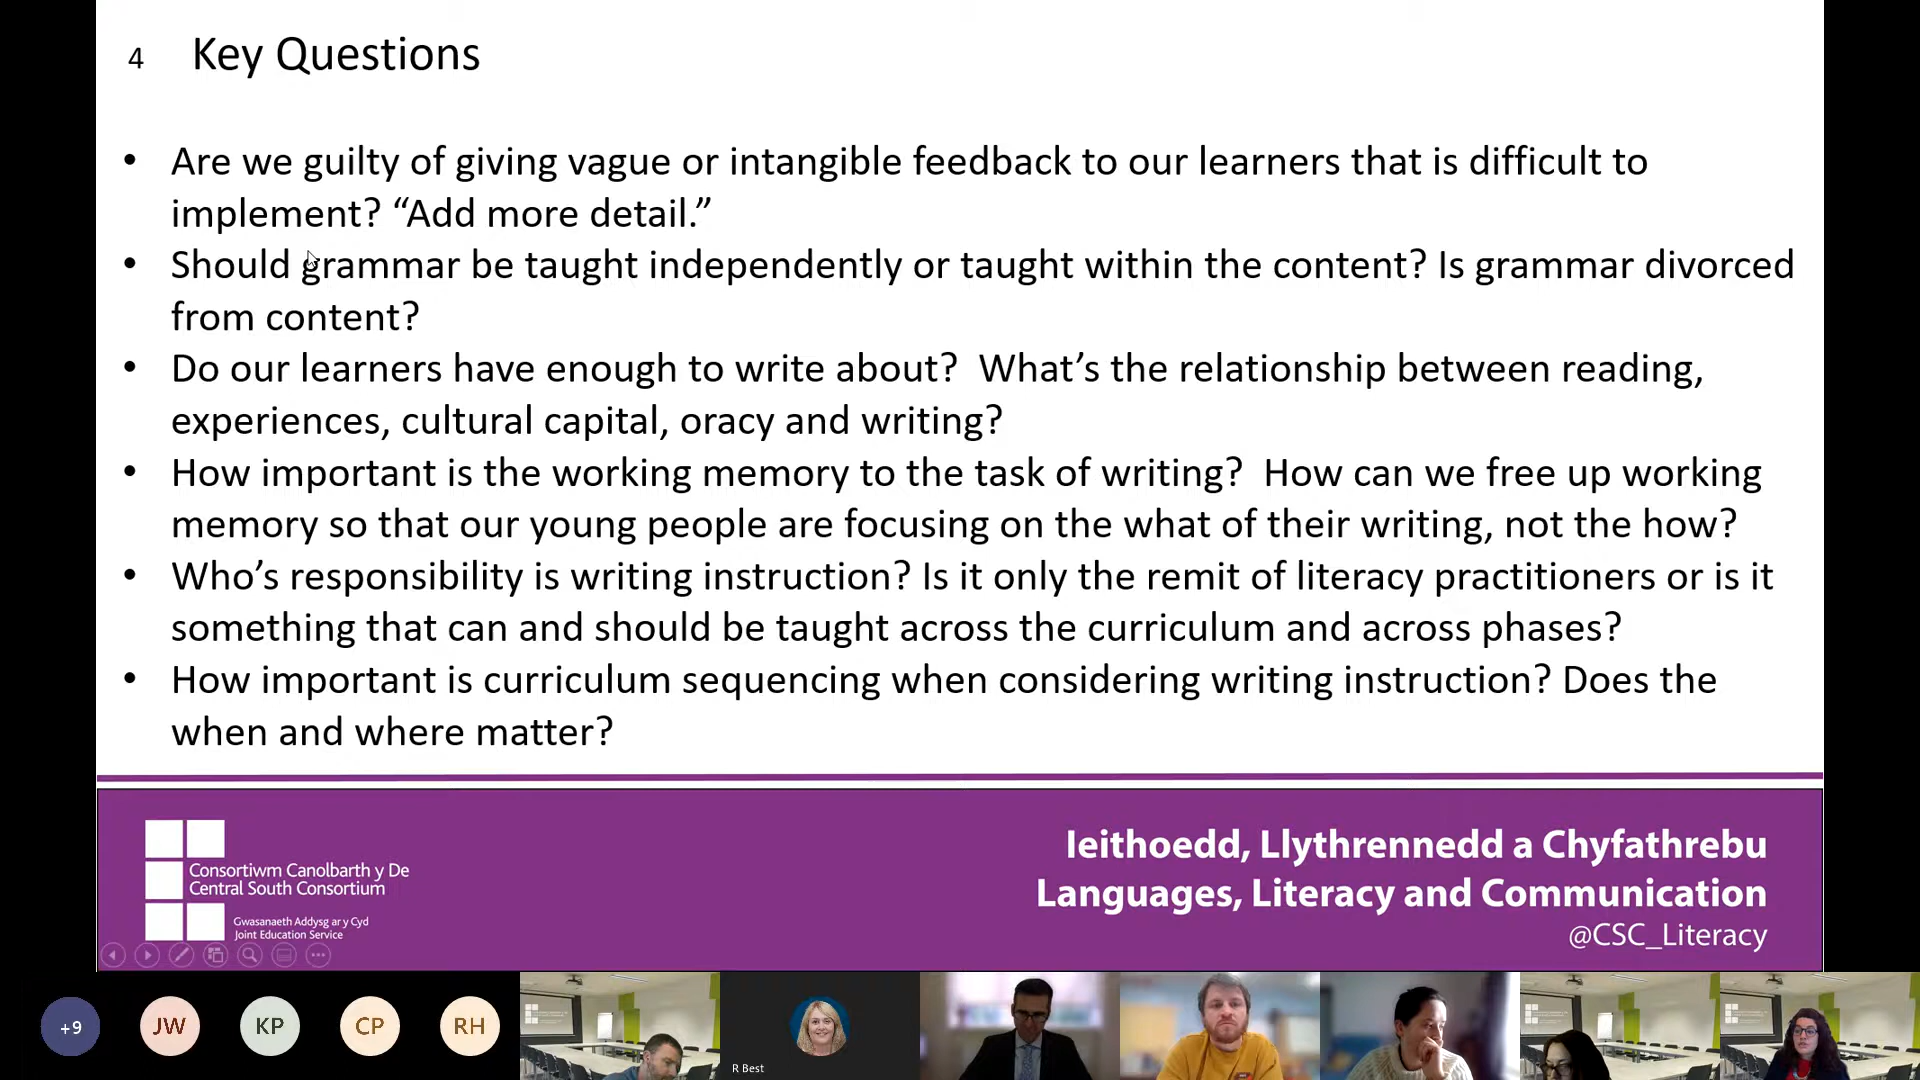 4 Key Questions
• Are we guilty of giving vague or intangible feedback to our learners that is difficult to
implement? “Add more detail.”
• Should grammar be taught independently or taught within the content? Is grammar divorced
from content?
• Do our learners have enough to write about?  What’s the relationship between reading,
experiences, cultural capital, oracy and writing?
• How important is the working memory to the task of writing?  How can we free up working
memory so that our young people are focusing on the what of their writing, not the how?
• Who’s responsibility is writing instruction? Is it only the remit of literacy practitioners or is it
something that can and should be taught across the curriculum and across phases?
• How important is curriculum sequencing when considering writing instruction? Does the
when and where matter?
Consortiwm Canolbarth y De
Central South Consortium
Gwasanaeth Addysg ar y Cyd
Joint Education Service
Ieithoedd, Llythrennedd a Chyfathrebu
Languages, Literacy and Communication
@CSC_Literacy
+9
JW
KP
CP
RH
R Best